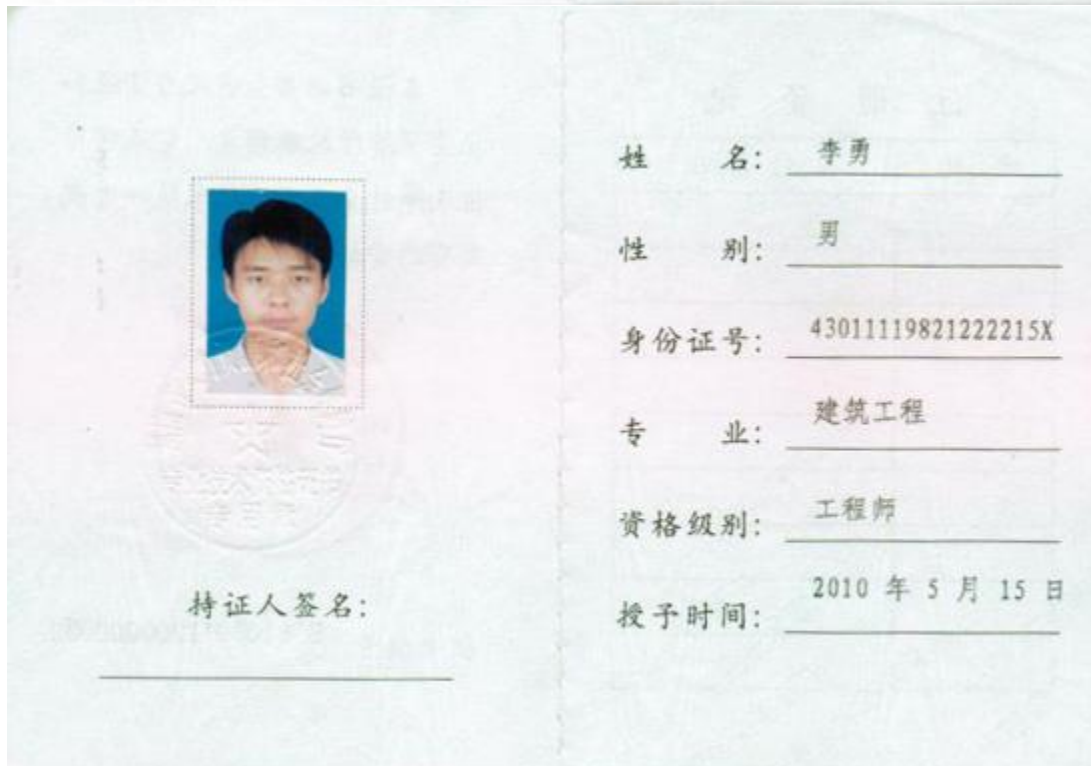 持证人签名：
姓 名： 李勇
性 别： 男
身份证号： 43011119821222215X
专 业： 建筑工程
资格级别： 工程师
授予时间： 2010 年 5 月 15 日